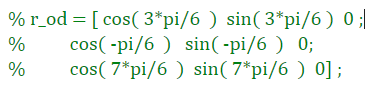 % r_od = [ cos( 3*pi/6 ) sin( 3*pi/6 ) 0 ;
% cos( -pi/6 ) sin( -pi/6 ) 0;
% cos( 7*pi/6 ) sin( 7*pi/6 ) 0] ;